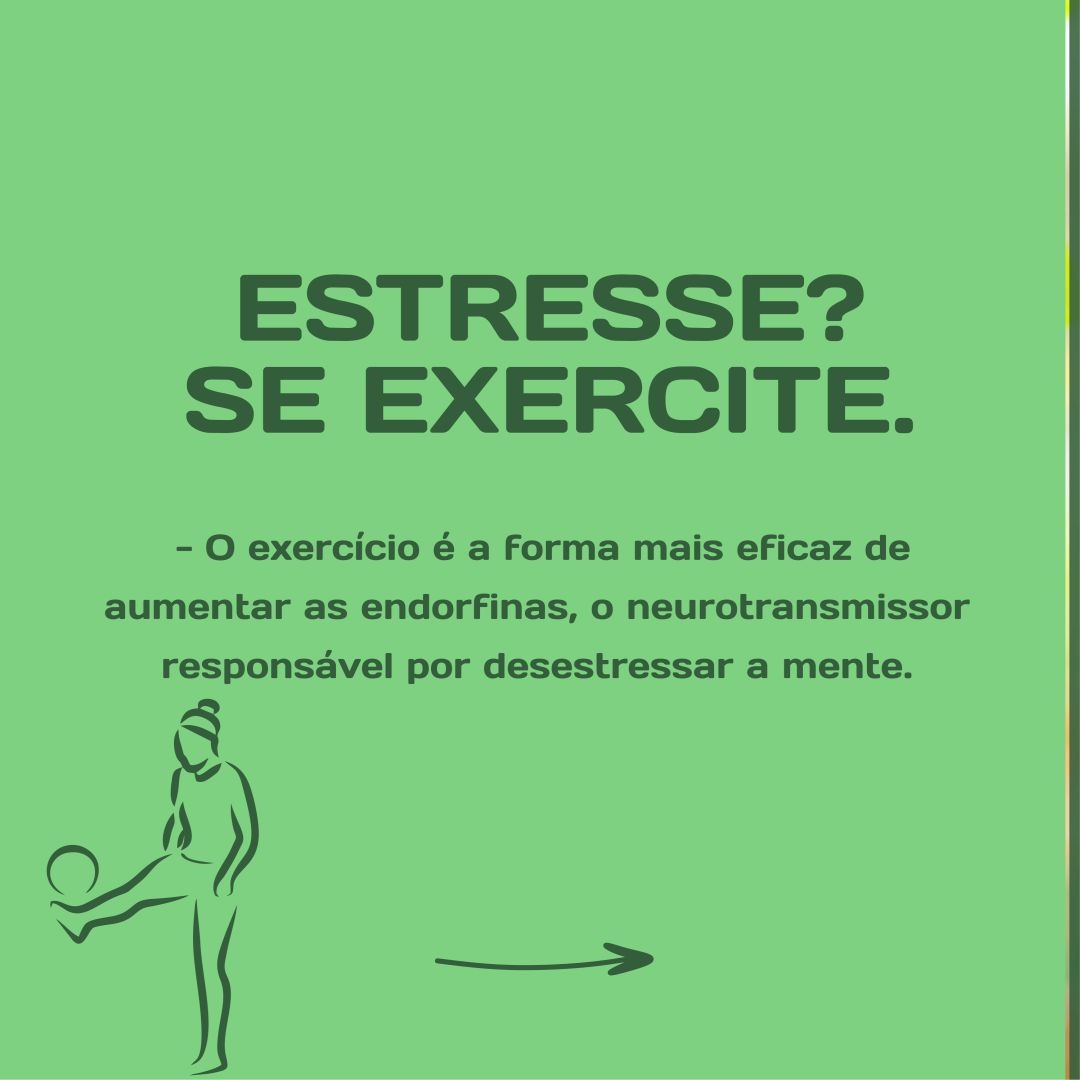 ESTRESSE?
SE EXERCITE.
- O exercício é a forma mais eficaz de
aumentar as endorfinas, o neurotransmissor
responsável por desestressar a mente.